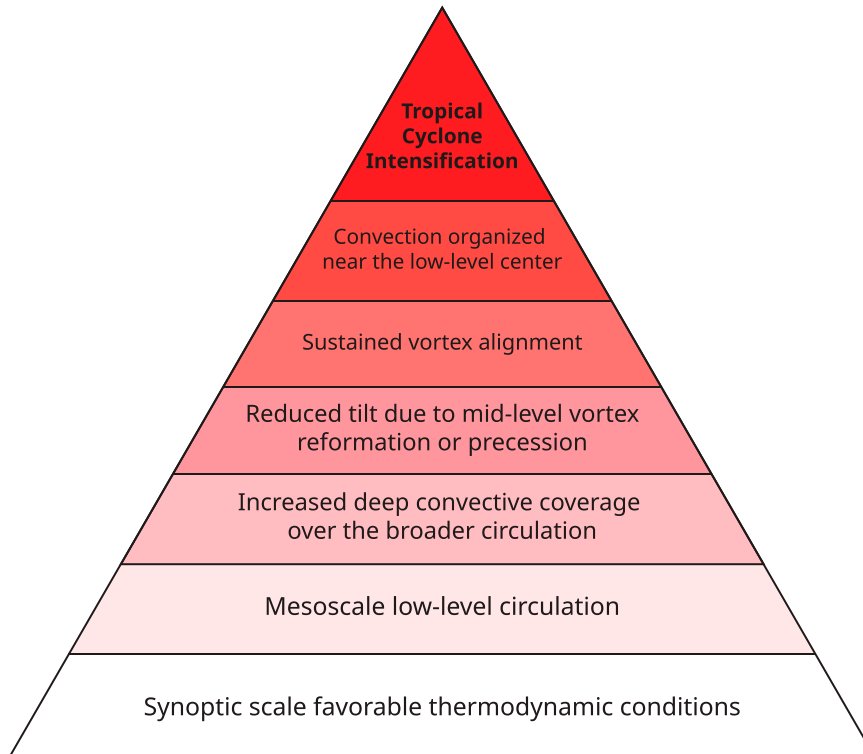 Tropical
Cyclone
Intensification
Convection organized
near the low-level center
Sustained vortex alignment
Reduced tilt due to mid-level vortex
reformation or precession
Increased deep convective coverage
over the broader circulation
Mesoscale low-level circulation
Synoptic scale favorable thermodynamic conditions